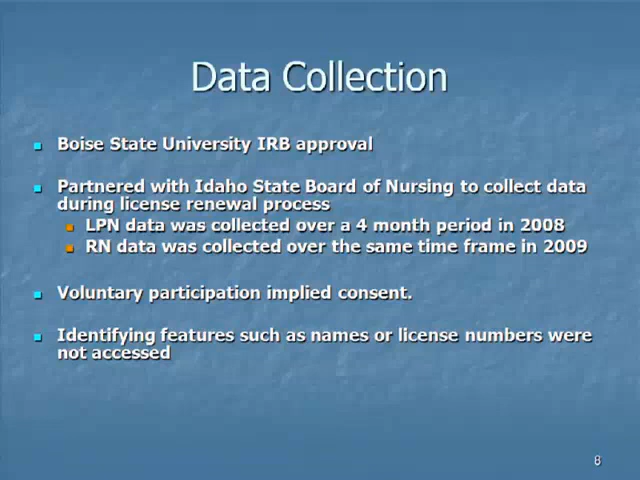 Data Collection
Boise State University IRB approval
Partnered with Idaho State Board of Nursing to collect data
during license renewal process
LPN data was collected over a 4 month period in 2008
RN data was collected over the same time frame in 2009
Voluntary participation implied consent.
Identifying features such as names or license numbers were
not accessed
8